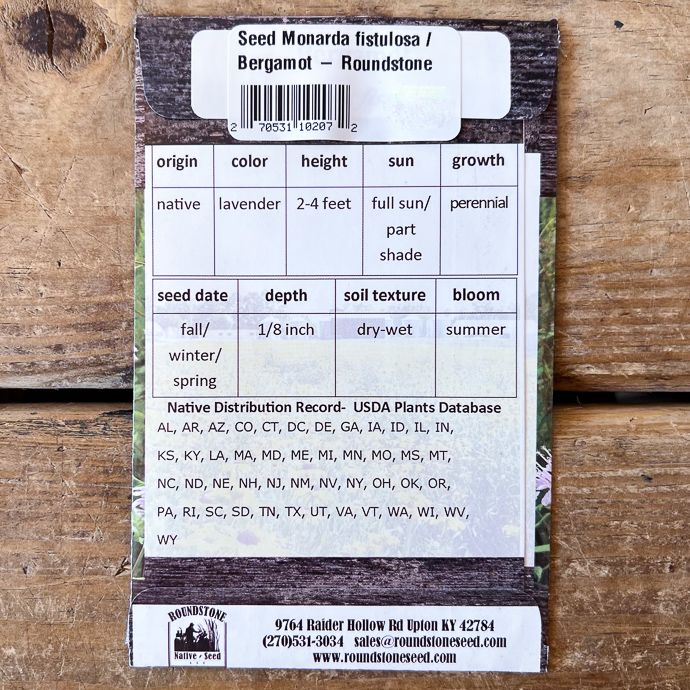 Seed Monarda fistulosa /
Bergamot – Roundstone
2 70531 10207 2
origin color height sun growth
native lavender 2-4 feet full sun/ perennial
part
shade
seed date depth soil texture bloom
fall/ 1/8 inch dry-wet summer
winter/
spring
Native Distribution Record- USDA Plants Database
AL, AR, AZ, CO, CT, DC, DE, GA, IA, ID, IL, IN,
KS, KY, LA, MA, MD, ME, MI, MN, MO, MS, MT,
NC, ND, NE, NH, NJ, NM, NV, NY, OH, OK, OR,
PA, RI, SC, SD, TN, TX, UT, VA, VT, WA, WI, WV,
WY
ROUNDSTONE
Native - Seed
LLC
9764 Raider Hollow Rd Upton KY 42784
(270)531-3034 sales@roundstoneseed.com
www.roundstoneseed.com